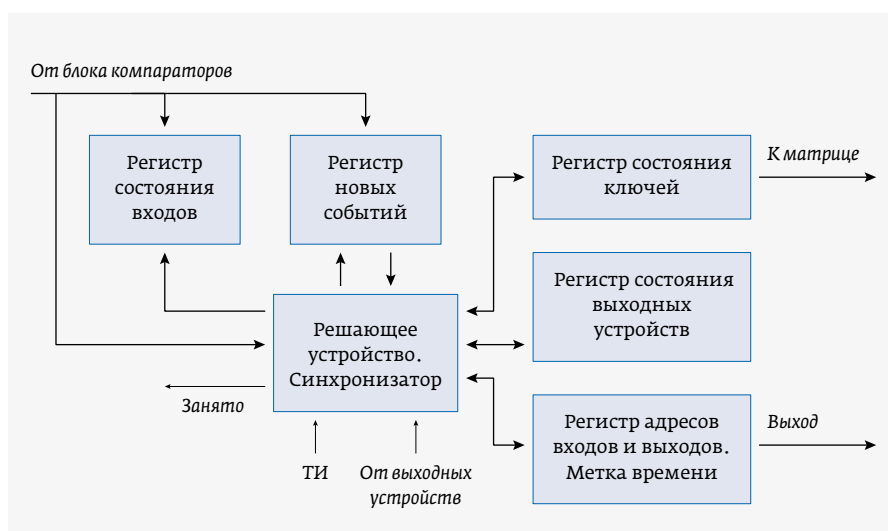 От блока компараторов
Регистр
состояния
входов
Регистр
новых
событий
Регистр состояния
ключей
К матрице
Регистр состояния
выходных
устройств
Решающее
устройство.
Синхронизатор
Занято
ТИ
От выходных
устройств
Регистр адресов
входов и выходов.
Метка времени
Выход